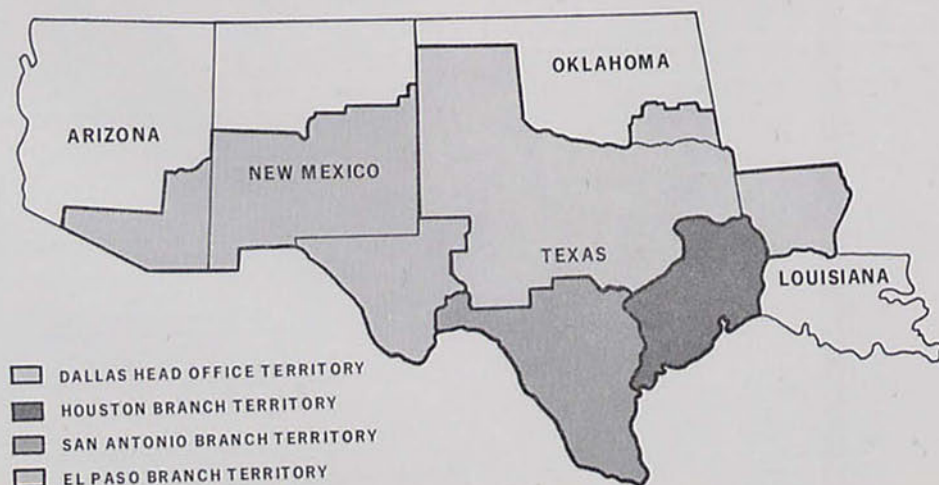 OKLAHOMA
ARIZONA
NEW MEXICO
TEXAS
LOUISIANA
DALLAS HEAD OFFICE TERRITORY
HOUSTON BRANCH TERRITORY
SAN ANTONIO BRANCH TERRITORY
EL PASO BRANCH TERRITORY